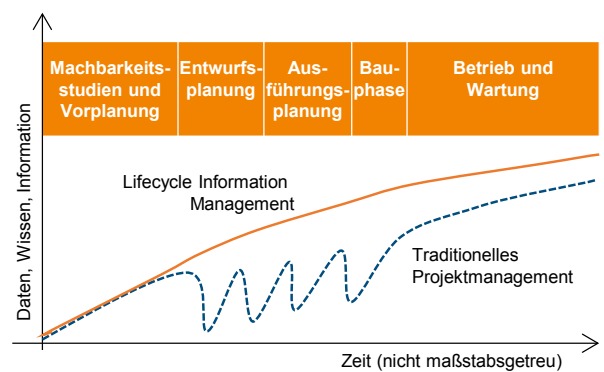 Machbarkeits-
studien und
Vorplanung
Entwurfs-
planung
Aus-
führungs-
planung
Bau-
phase
Betrieb und
Wartung
Daten, Wissen, Information
Lifecycle Information
Management
Traditionelles
Projektmanagement
Zeit (nicht maßstabsgetreu)